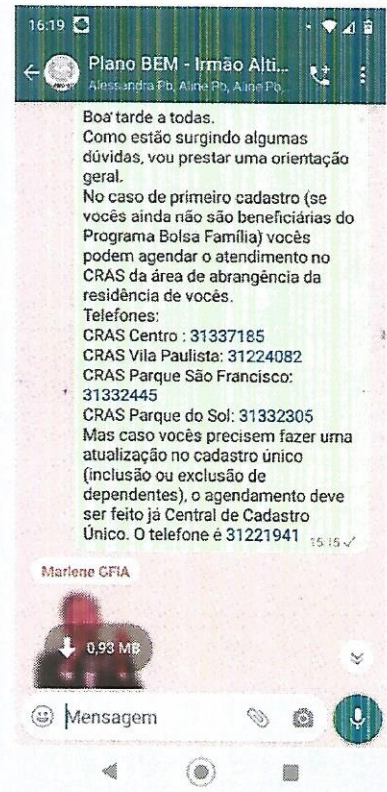 16:19
Plano BEM - Irmão Alti...
Alessandra Pb, Aline Pb, Aline Pb,
Boa tarde a todas.
Como estão surgindo algumas
dúvidas, vou prestar uma orientação
geral.
No caso de primeiro cadastro (se
vocês ainda não são beneficiárias do
Programa Bolsa Família) vocês
podem agendar o atendimento no
CRAS da área de abrangência da
residência de vocês.
Telefones:
CRAS Centro : 31337185
CRAS Vila Paulista: 31224082
CRAS Parque São Francisco:
31332445
CRAS Parque do Sol: 31332305
Mas caso vocês precisem fazer uma
atualização no cadastro único
(inclusão ou exclusão de
dependentes), o agendamento deve
ser feito já Central de Cadastro
Único. O telefone é 31221941
15:15
Marlene CFIA
0,93 MB
Mensagem